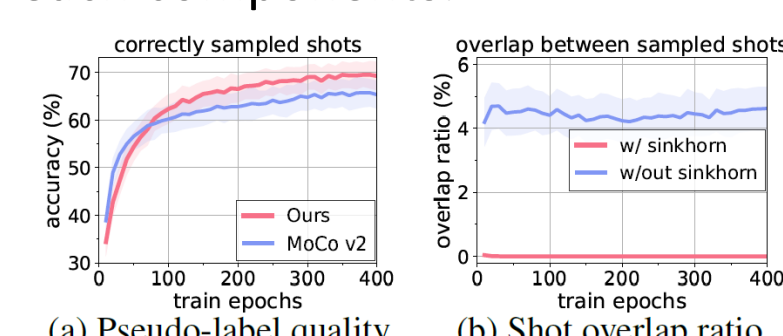 correctly sampled shots
accuracy (%)
70
60
50
40
30
0
100
200
300
400
train epochs
Ours
MoCo v2
(a) Pseudo-label quality
overlap between sampled shots
overlap ratio (%)
6
4
2
0
0
100
200
300
400
train epochs
w/ sinkhorn
w/out sinkhorn
(b) Shot overlap ratio